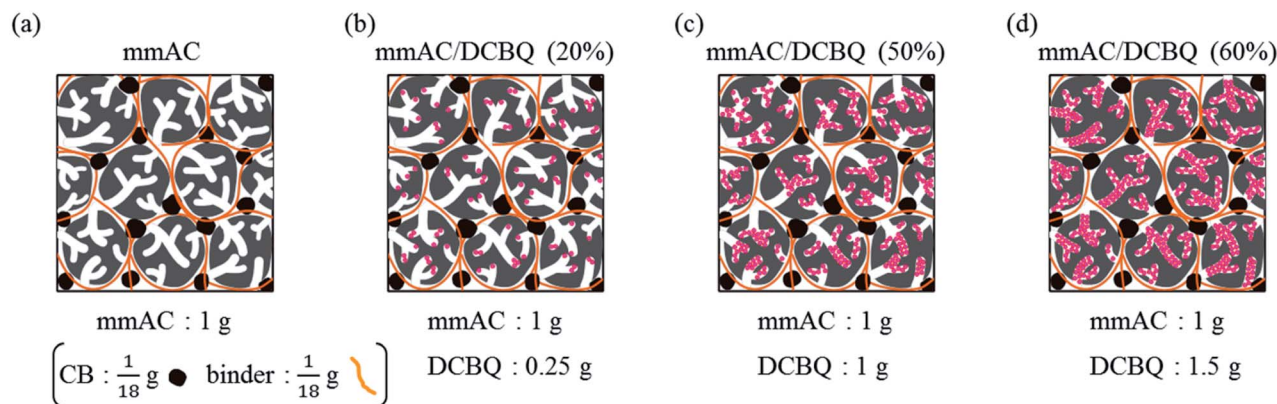 (a)
mmAC
mmAC : 1 g
CB : 1/18 g binder : 1/18 g
(b)
mmAC/DCBQ (20%)
mmAC : 1 g
DCBQ : 0.25 g
(c)
mmAC/DCBQ (50%)
mmAC : 1 g
DCBQ : 1 g
(d)
mmAC/DCBQ (60%)
mmAC : 1 g
DCBQ : 1.5 g